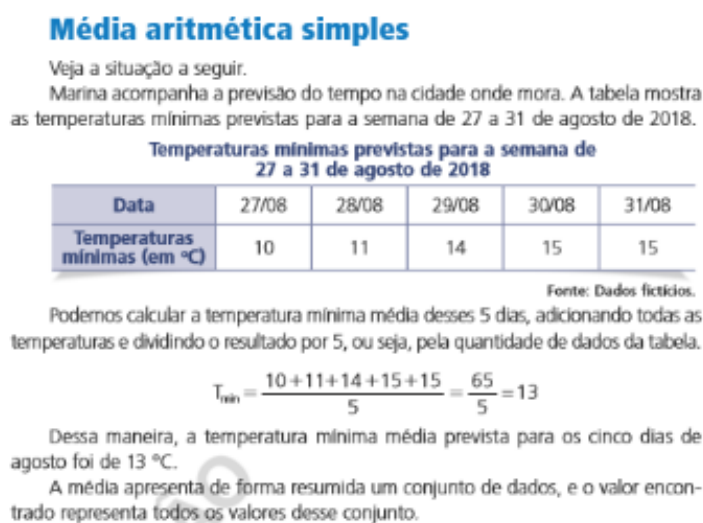 Média aritmética simples
Veja a situação a seguir.
Marina acompanha a previsão do tempo na cidade onde mora. A tabela mostra
as temperaturas mínimas previstas para a semana de 27 a 31 de agosto de 2018.
Temperaturas mínimas previstas para a semana de
27 a 31 de agosto de 2018
Data 27/08 28/08 29/08 30/08 31/08
Temperaturas
mínimas (em ºC) 10 11 14 15 15
Fonte: Dados fictícios.
Podemos calcular a temperatura mínima média desses 5 dias, adicionando todas as
temperaturas e dividindo o resultado por 5, ou seja, pela quantidade de dados da tabela.
Tmin = (10+11+14+15+15)/5 = 65/5 = 13
Dessa maneira, a temperatura mínima média prevista para os cinco dias de
agosto foi de 13 ºC.
A média apresenta de forma resumida um conjunto de dados, e o valor encon-
trado representa todos os valores desse conjunto.